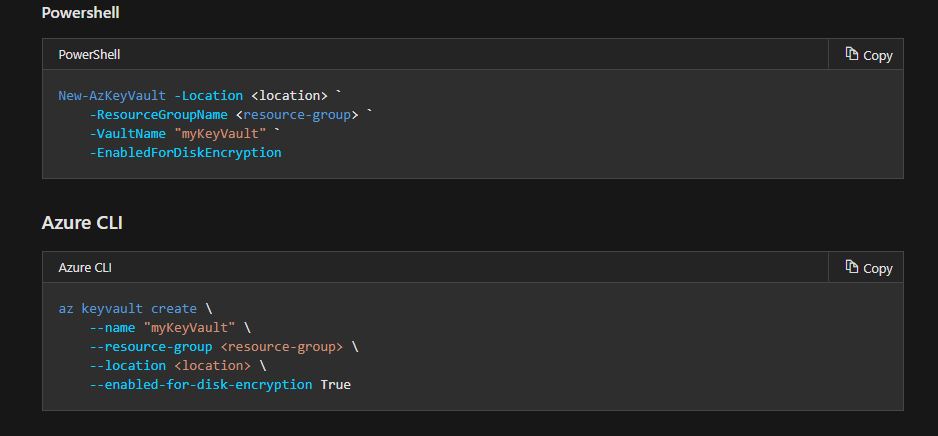 Powershell
PowerShell
Copy
New-AzKeyVault -Location <location> `
-ResourceGroupName <resource-group> `
-VaultName "myKeyVault" `
-EnabledForDiskEncryption
Azure CLI
Azure CLI
Copy
az keyvault create \
--name "myKeyVault" \
--resource-group <resource-group> \
--location <location> \
--enabled-for-disk-encryption True